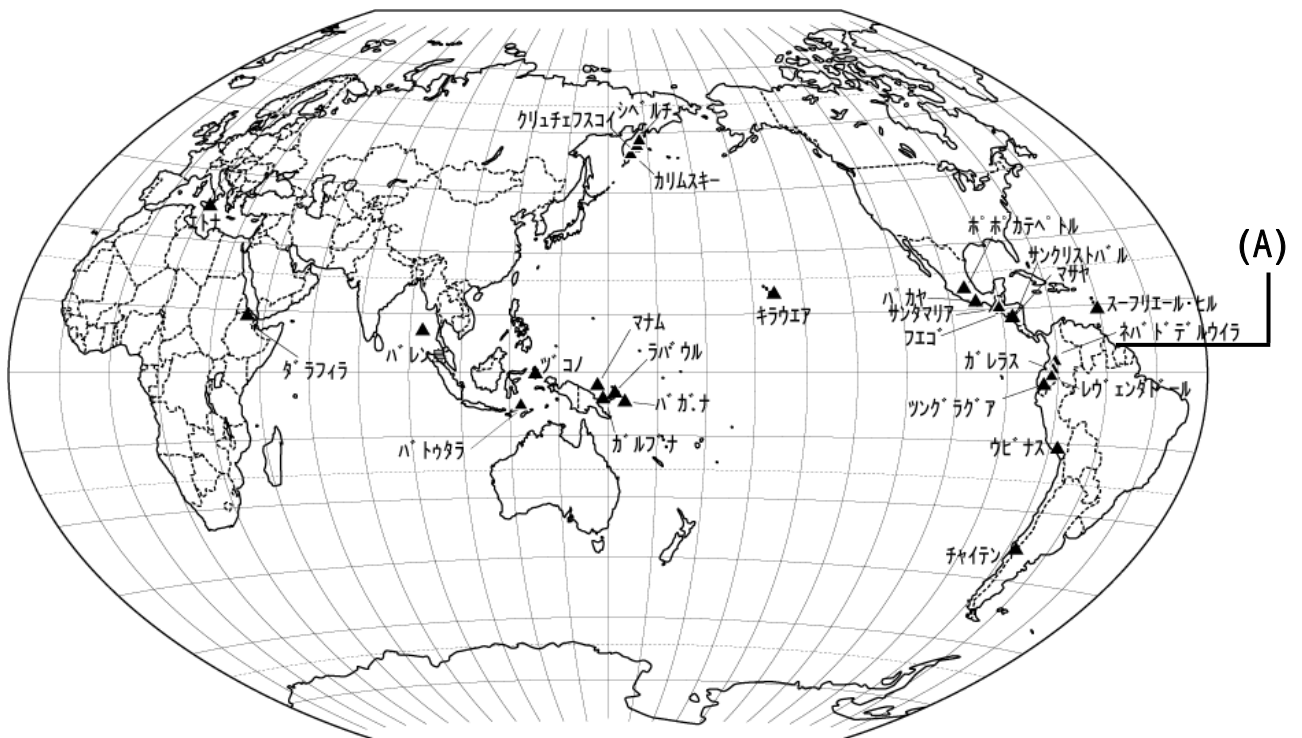 シベルチ
クリュチェフスコイ
カリムスキー
トナ
ポポカテペトル
(A)
サンクリストバル
マサヤ
パカヤ
サンタマリア
フエゴ
スーフリエール・ヒル
キラウエア
マナム
ラバウル
ネバドデルウイラ
バレン
ヅコノ
ダラフィラ
ガレラス
レヴェンタドール
バガナ
ツングラグア
バトゥタラ
ガルブナ
ウビナス
チャイテン